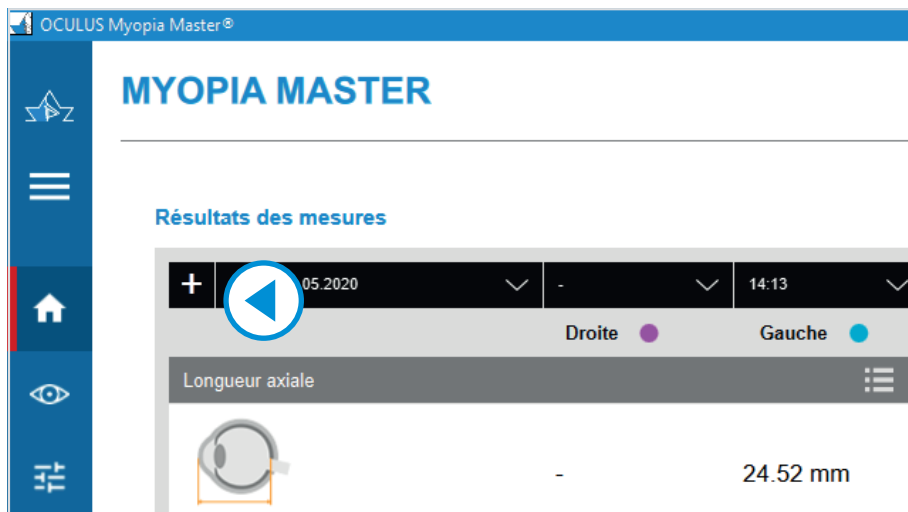 OCULUS Myopia Master®
MYOPIA MASTER
Résultats des mesures
+ 05.2020 - 14:13
Droite Gauche
Longueur axiale
- 24.52 mm